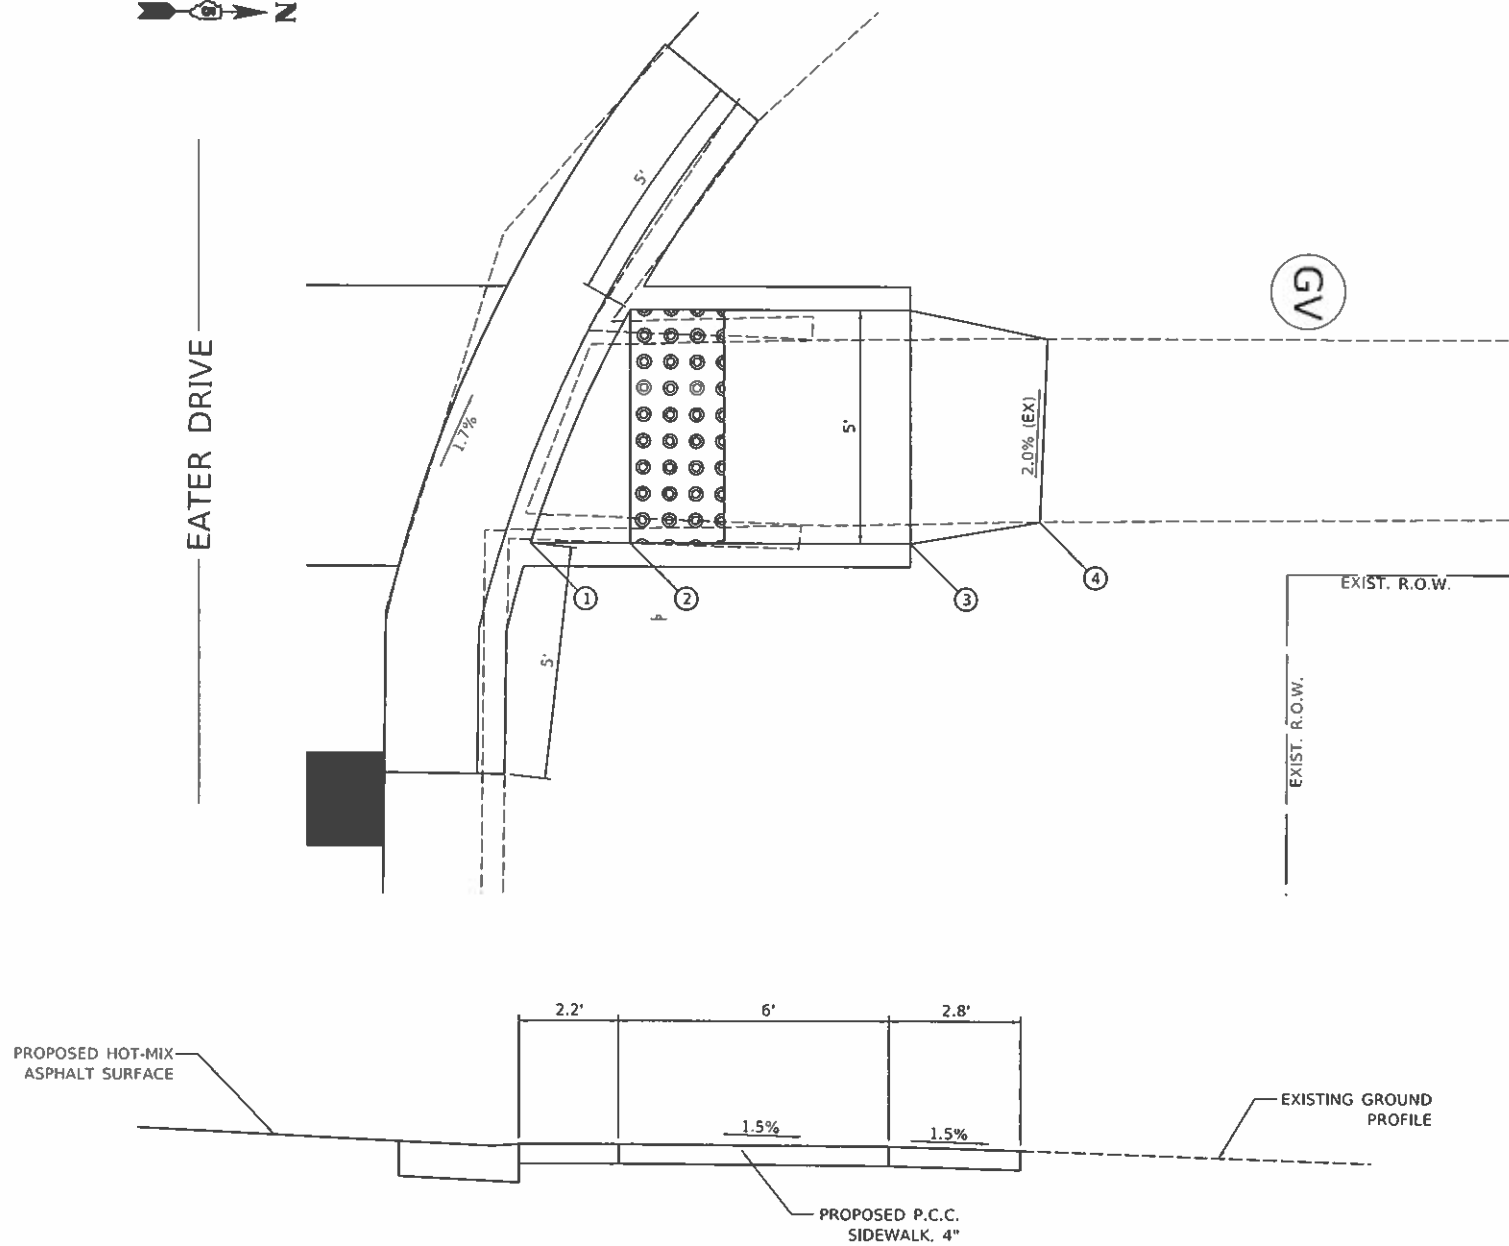 N
EATER DRIVE
5'
GV
1.7%
5'
2.0% (EX)
1
2
3
4
EXIST. R.O.W.
5'
EXIST. R.O.W.
2.2'
6'
2.8'
PROPOSED HOT-MIX
ASPHALT SURFACE
1.5%
1.5%
EXISTING GROUND
PROFILE
PROPOSED P.C.C.
SIDEWALK, 4"